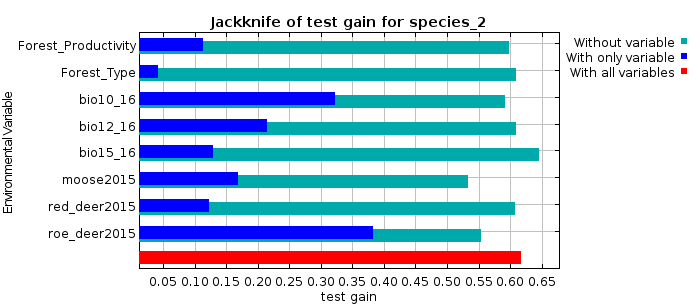 Jackknife of test gain for species_2
Environmental Variable
Forest_Productivity
Forest_Type
bio10_16
bio12_16
bio15_16
moose2015
red_deer2015
roe_deer2015
0.05 0.10 0.15 0.20 0.25 0.30 0.35 0.40 0.45 0.50 0.55 0.60 0.65
test gain
Without variable
With only variable
With all variables